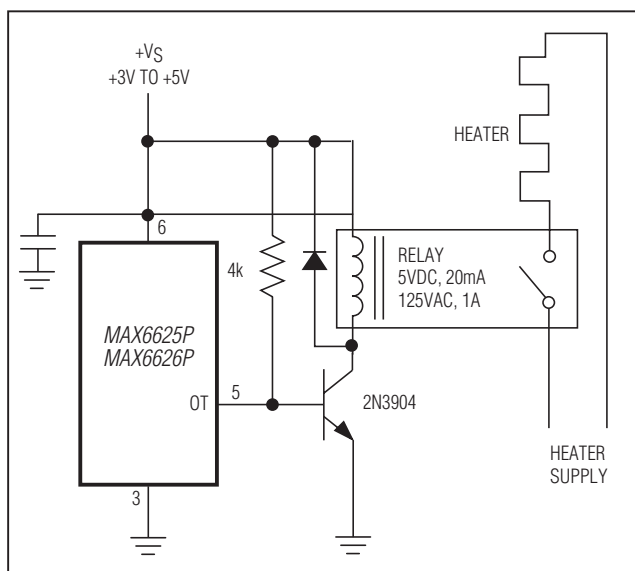 +VS
+3V TO +5V
HEATER
6
4k
RELAY
5VDC, 20mA
125VAC, 1A
MAX6625P
MAX6626P
OT
5
2N3904
3
HEATER
SUPPLY